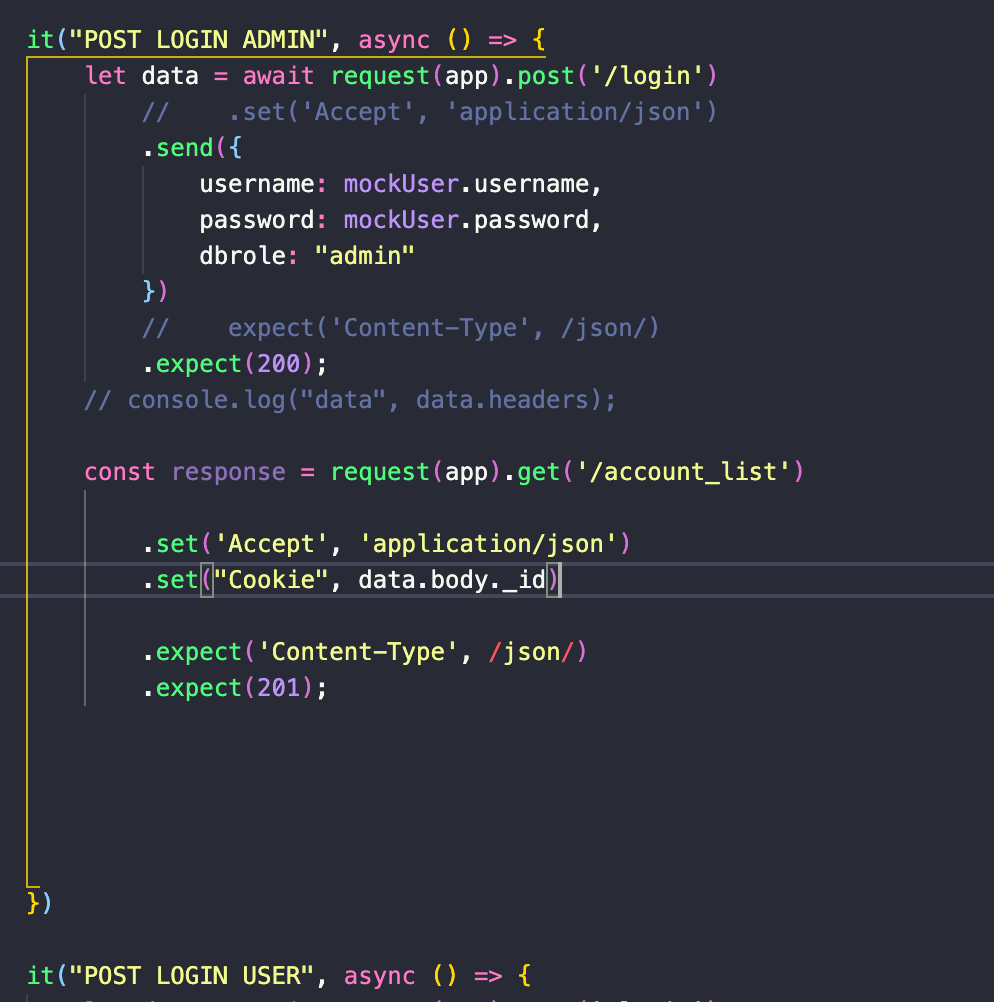 it("POST LOGIN ADMIN", async () => {
    let data = await request(app).post('/login')
        //    .set('Accept', 'application/json')
        .send({
            username: mockUser.username,
            password: mockUser.password,
            dbrole: "admin"
        })
        //    expect('Content-Type', /json/)
        .expect(200);
    // console.log("data", data.headers);
    const response = request(app).get('/account_list')
        .set('Accept', 'application/json')
        .set("Cookie", data.body._id)
        .expect('Content-Type', /json/)
        .expect(201);
})
it("POST LOGIN USER", async () => {